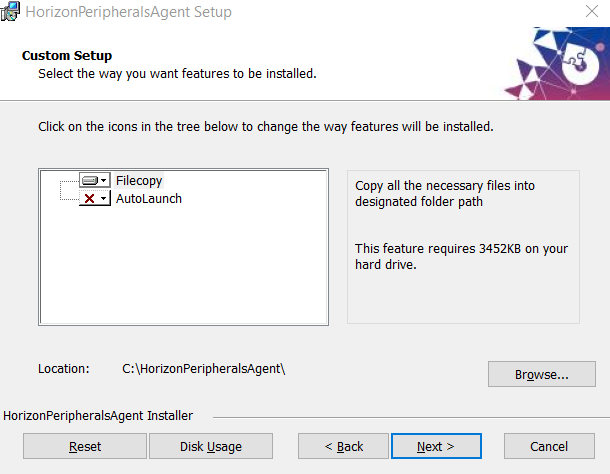 HorizonPeripheralsAgent Setup
Custom Setup
Select the way you want features to be installed.
Click on the icons in the tree below to change the way features will be installed.
Filecopy
AutoLaunch
Copy all the necessary files into
designated folder path
This feature requires 3452KB on your
hard drive.
Location: C:\HorizonPeripheralsAgent\
Browse...
HorizonPeripheralsAgent Installer
Reset Disk Usage < Back Next > Cancel